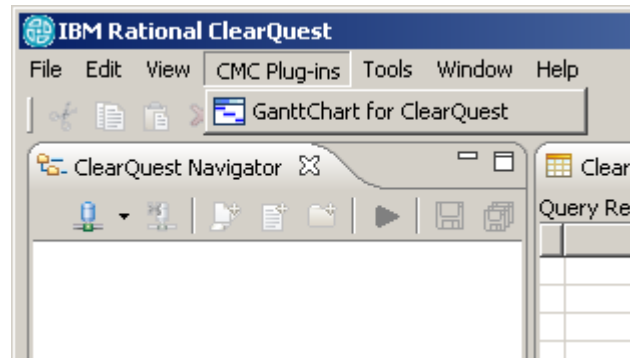 IBM Rational ClearQuest
File Edit View CMC Plug-ins Tools Window Help
GanttChart for ClearQuest
ClearQuest Navigator
Clear
Query Re